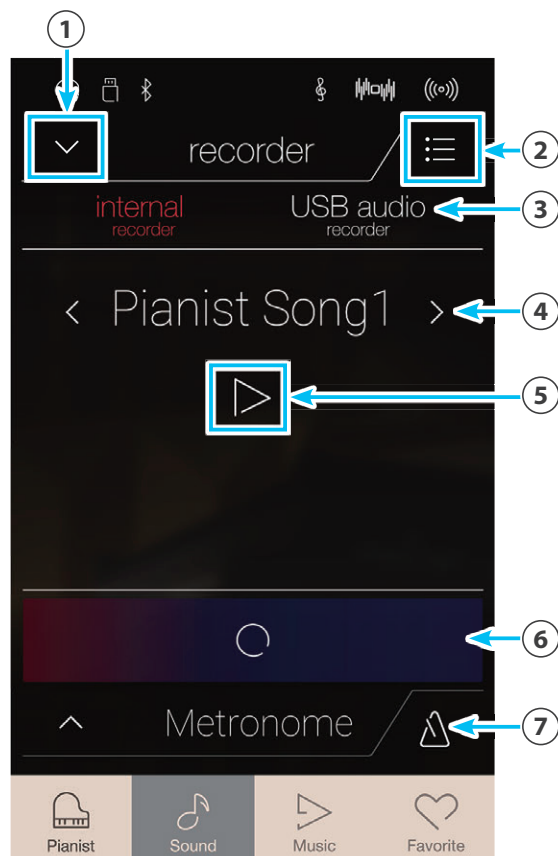 1
recorder
2
internal USB audio
recorder recorder
3
Pianist Song1
4
5
6
Metronome
7
Pianist Sound Music Favorite